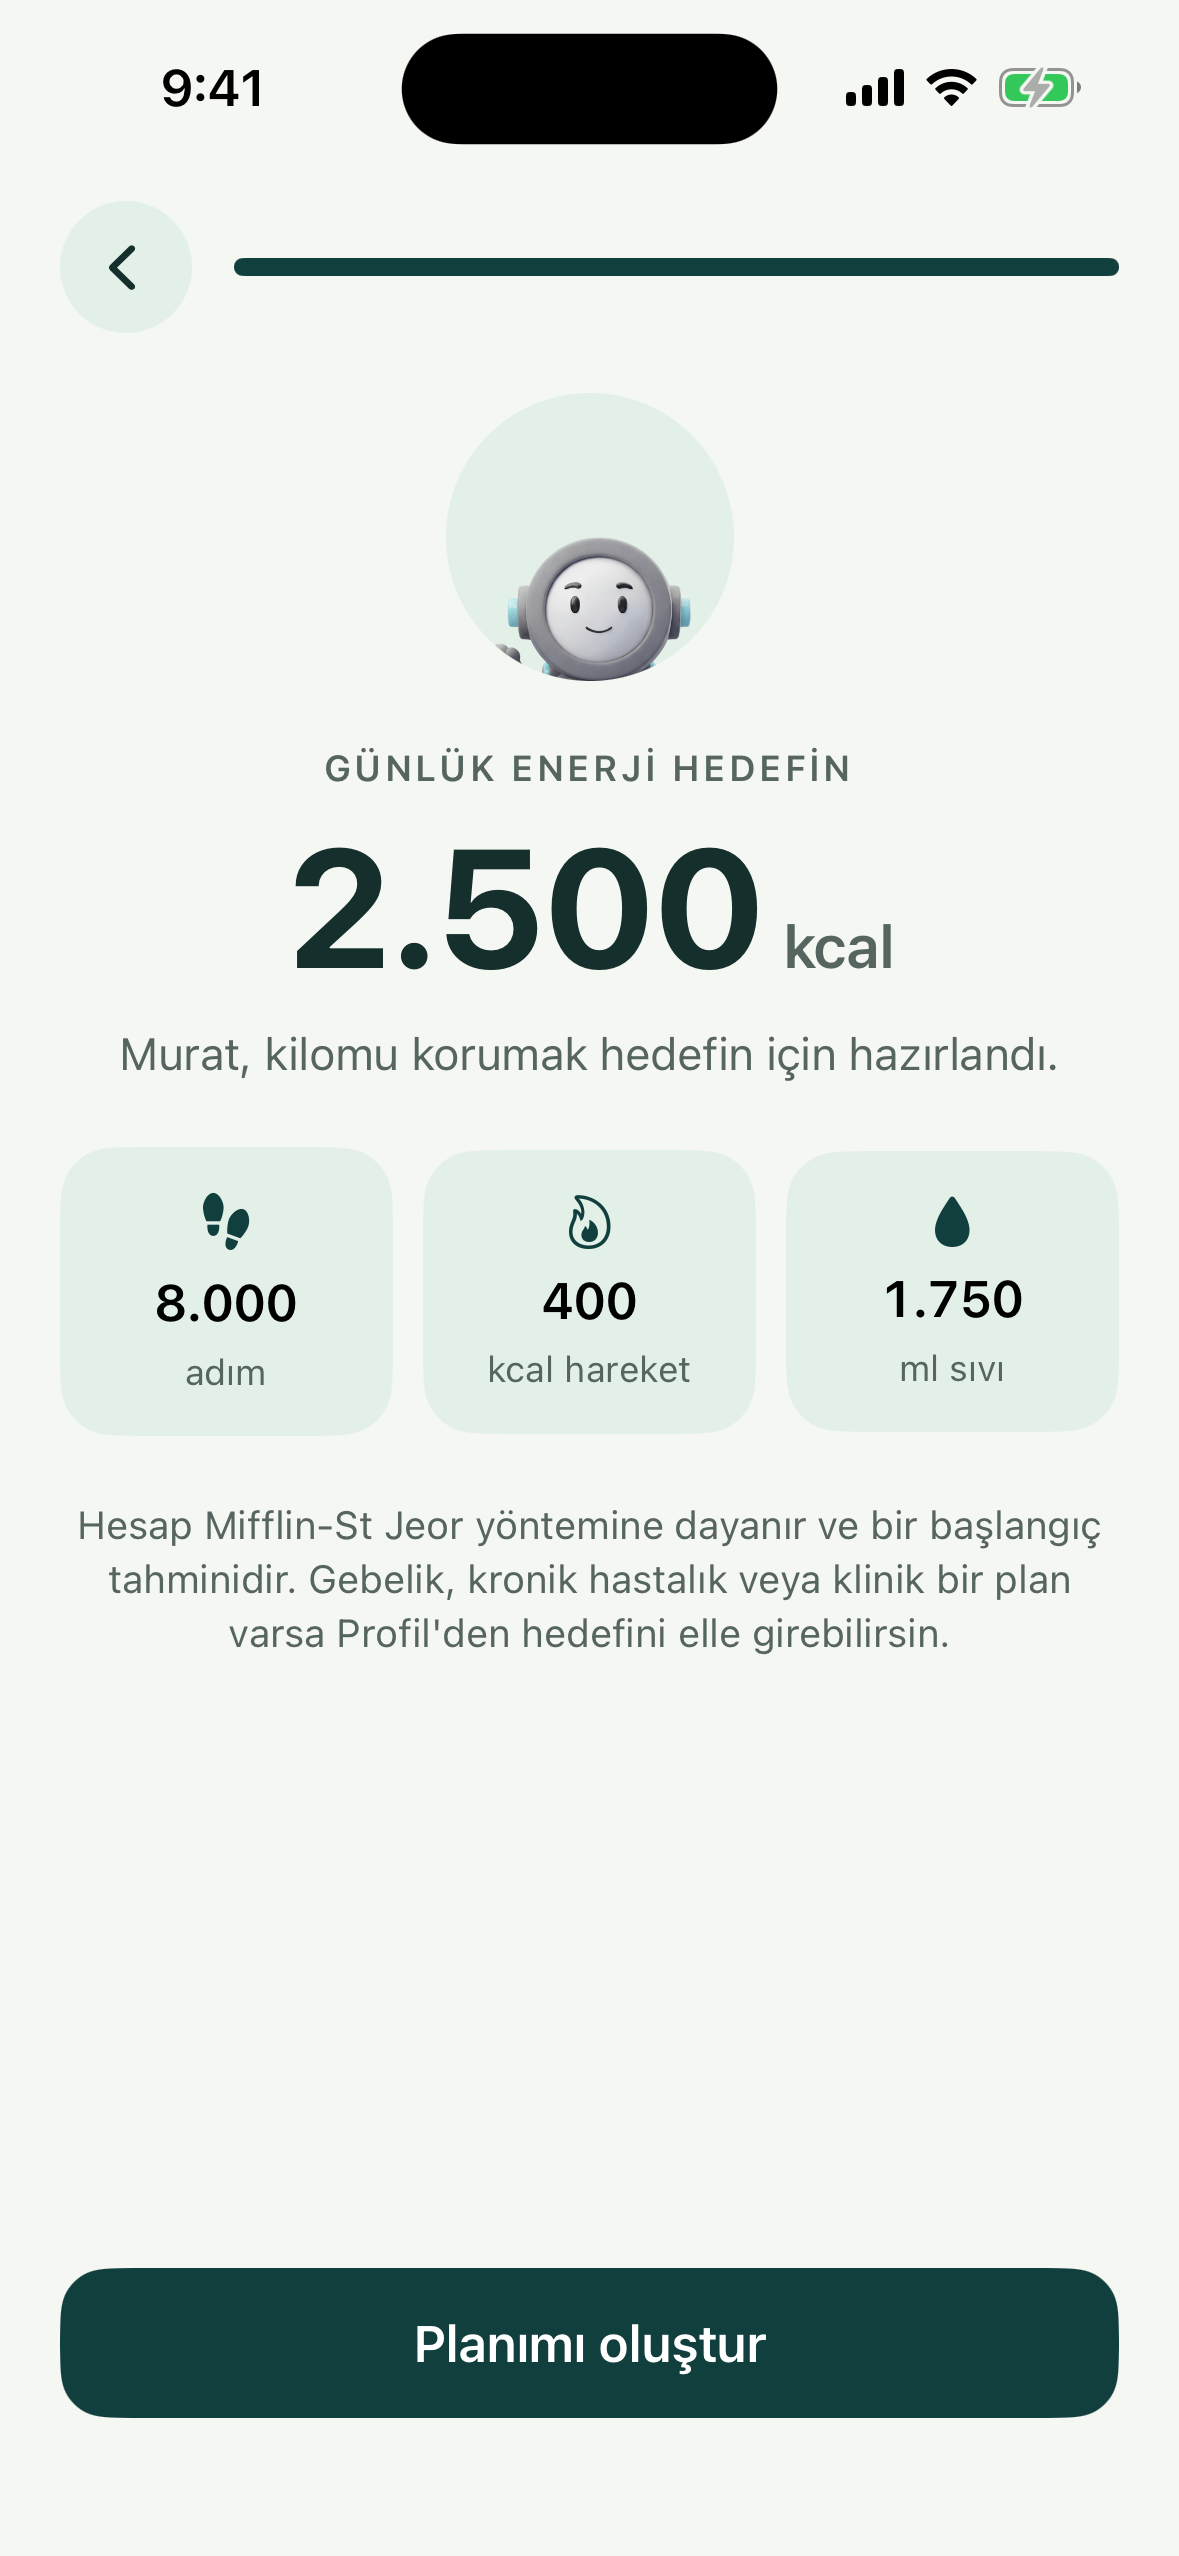 9:41
GÜNLÜK ENERJİ HEDEFİN
2.500 kcal
Murat, kilomu korumak hedefin için hazırlandı.
8.000
adım
400
kcal hareket
1.750
ml sıvı
Hesap Mifflin-St Jeor yöntemine dayanır ve bir başlangıç
tahminidir. Gebelik, kronik hastalık veya klinik bir plan
varsa Profil'den hedefini elle girebilirsin.
Planımı oluştur